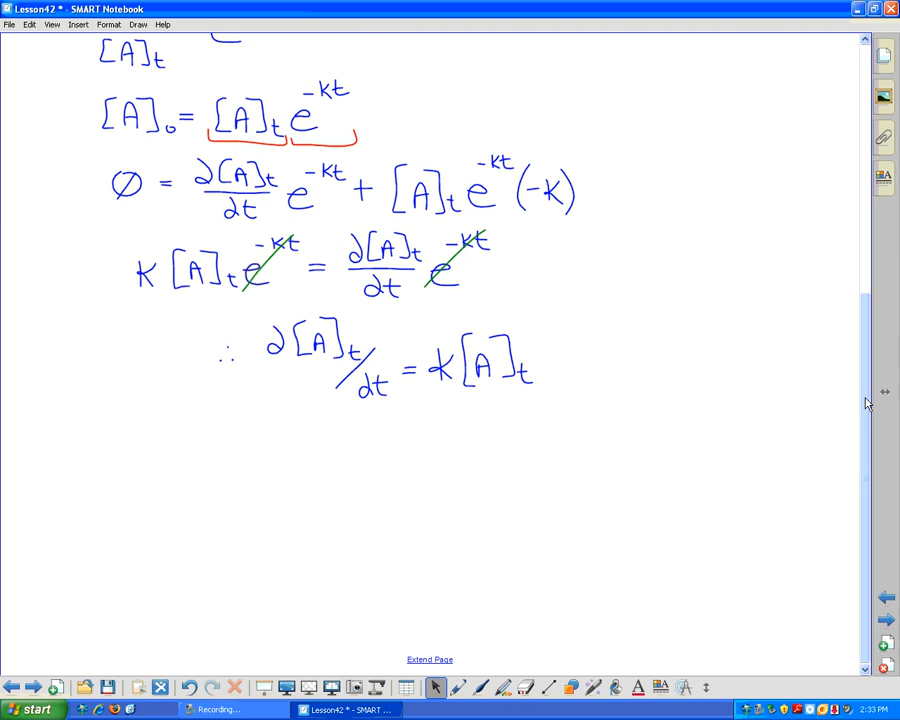 Lesson42 * - SMART Notebook
File Edit View Insert Format Draw Help
[A]t
[A]₀ = [A]t e^-kt
∅ = ∂[A]t/∂t e^-kt + [A]t e^-kt (-k)
k [A]t e^-kt = ∂[A]t/∂t e^-kt
∴ ∂[A]t/dt = k[A]t
Extend Page
start Recording... Lesson42 * - SMART ... 2:33 PM